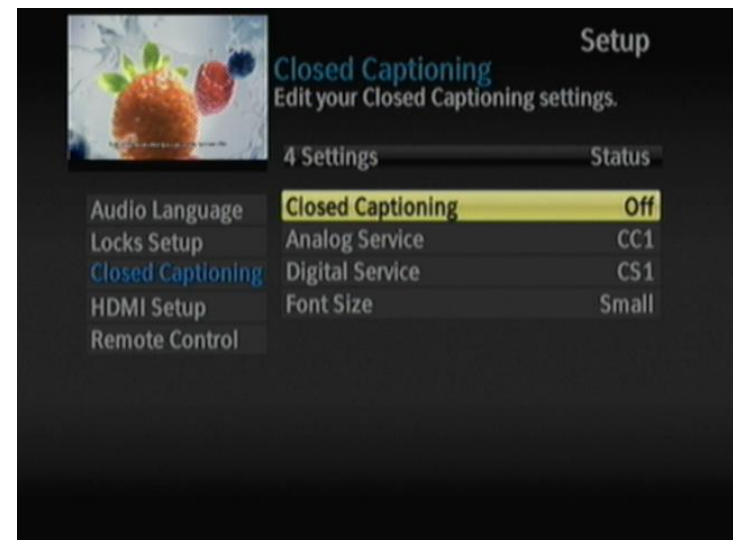 Setup
Closed Captioning
Edit your Closed Captioning settings.
4 Settings Status
Audio Language
Locks Setup
Closed Captioning
HDMI Setup
Remote Control
Closed Captioning Off
Analog Service CC1
Digital Service CS1
Font Size Small